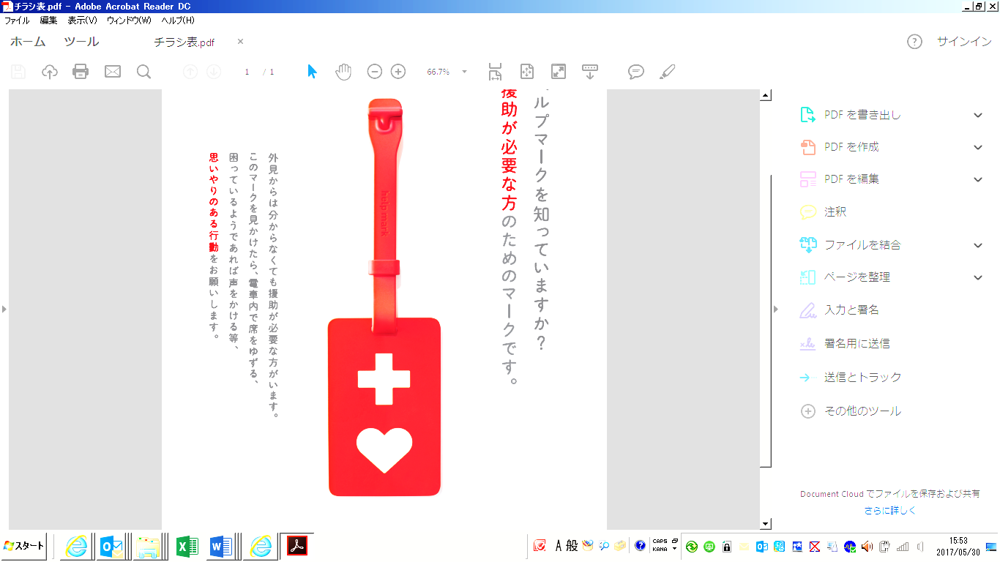 チラシ表.pdf - Adobe Acrobat Reader DC
ファイル 編集 表示(V) ウィンドウ(W) ヘルプ(H)
ホーム ツール チラシ表.pdf × ? サインイン
1 / 1 66.7%
ルプマークを知っていますか?
援助が必要な方のためのマークです。
help mark
外見からは分からなくても援助が必要な方がいます。
このマークを見かけたら、電車内で席をゆずる、
困っているようであれば声をかける等、
思いやりのある行動をお願いします。
PDF を書き出し
PDF を作成
PDF を編集
注釈
ファイルを結合
ページを整理
入力と署名
署名用に送信
送信とトラック
その他のツール
Document Cloud でファイルを保存および共有
さらに詳しく
スタート
A 般
CAPS
KANA
15:53
2017/05/30